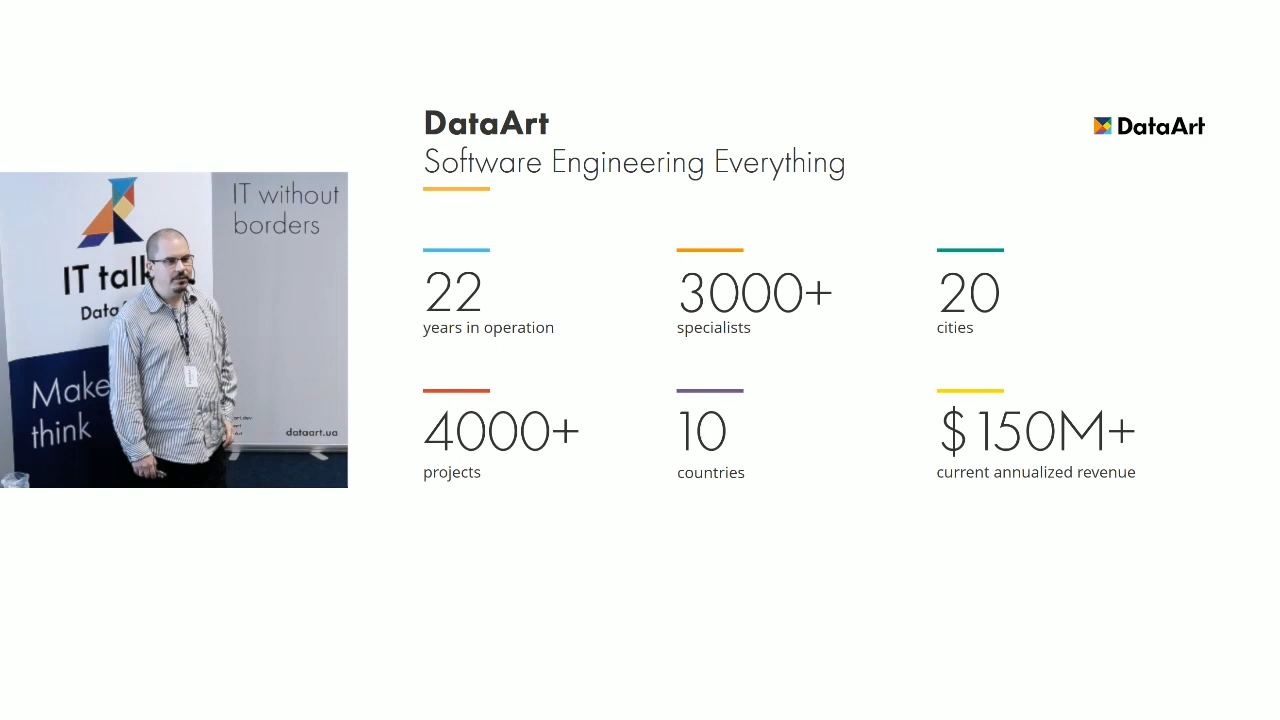 DataArt
Software Engineering Everything
DataArt
22
years in operation
3000+
specialists
20
cities
4000+
projects
10
countries
$150M+
current annualized revenue
IT without
borders
IT talk
Make
think
dataart.ua